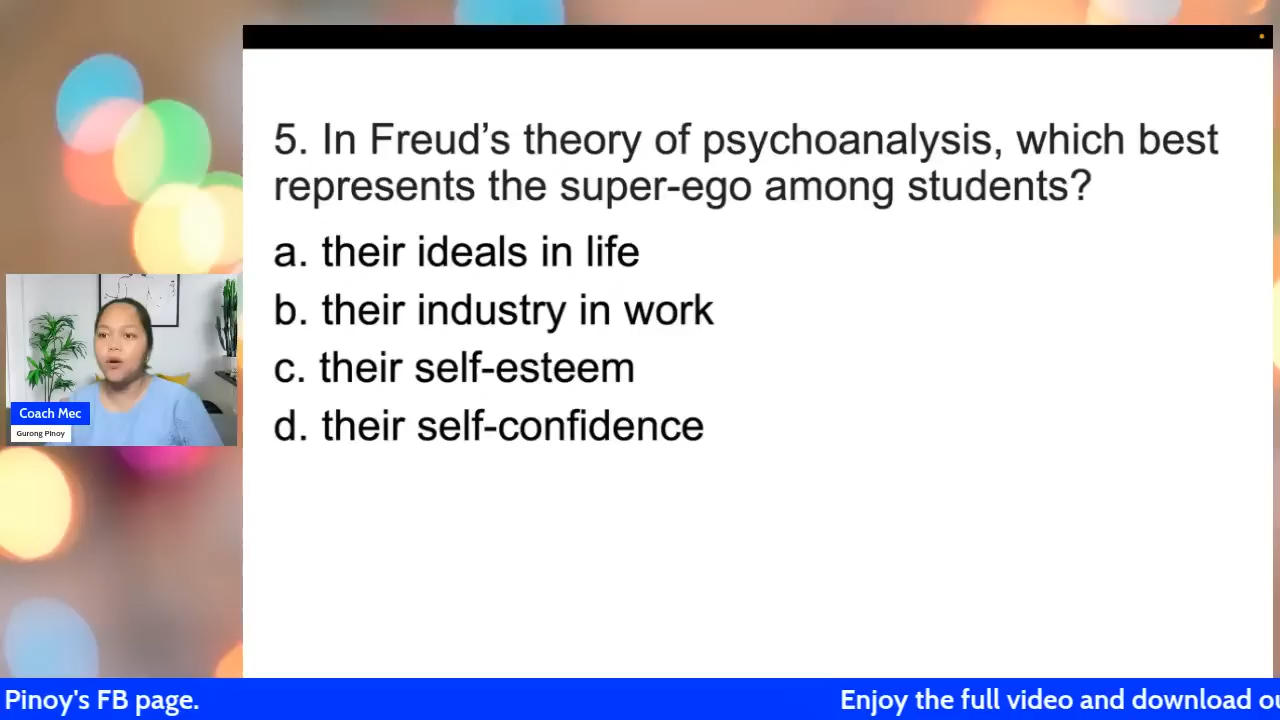 5. In Freud’s theory of psychoanalysis, which best
represents the super-ego among students?
a. their ideals in life
b. their industry in work
c. their self-esteem
d. their self-confidence
Coach Mec
Gurong Pinoy
Pinoy's FB page.
Enjoy the full video and download